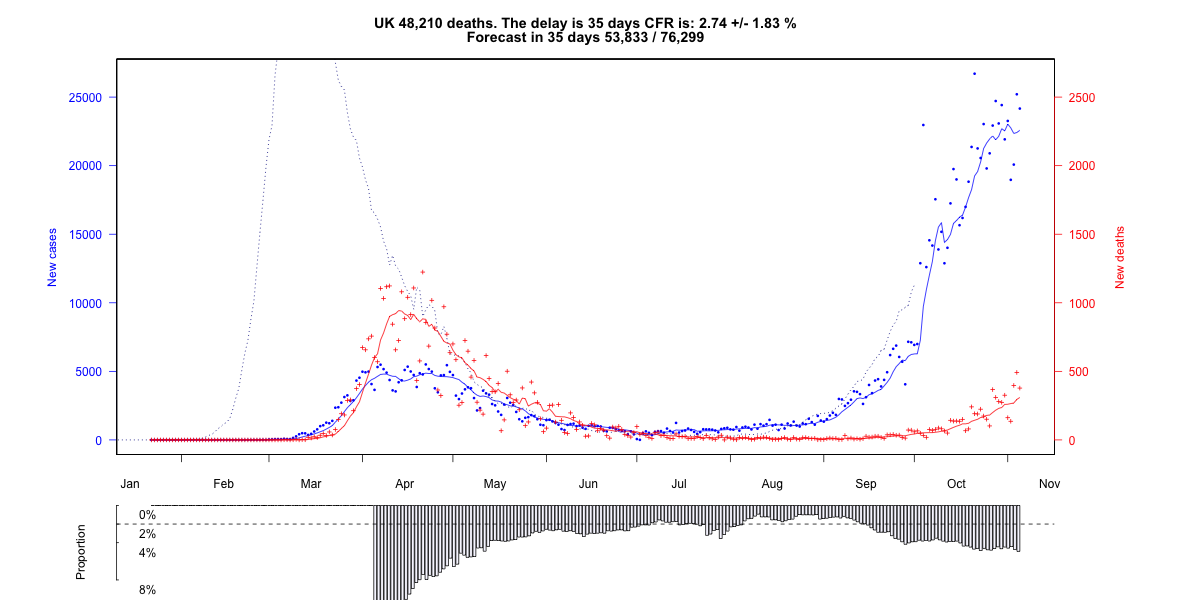 UK 48,210 deaths. The delay is 35 days CFR is: 2.74 +/- 1.83 %
Forecast in 35 days 53,833 / 76,299
25000
20000
15000
10000
5000
0
New cases
2500
2000
1500
1000
500
0
New deaths
Jan Feb Mar Apr May Jun Jul Aug Sep Oct Nov
0%
2%
4%
8%
Proportion